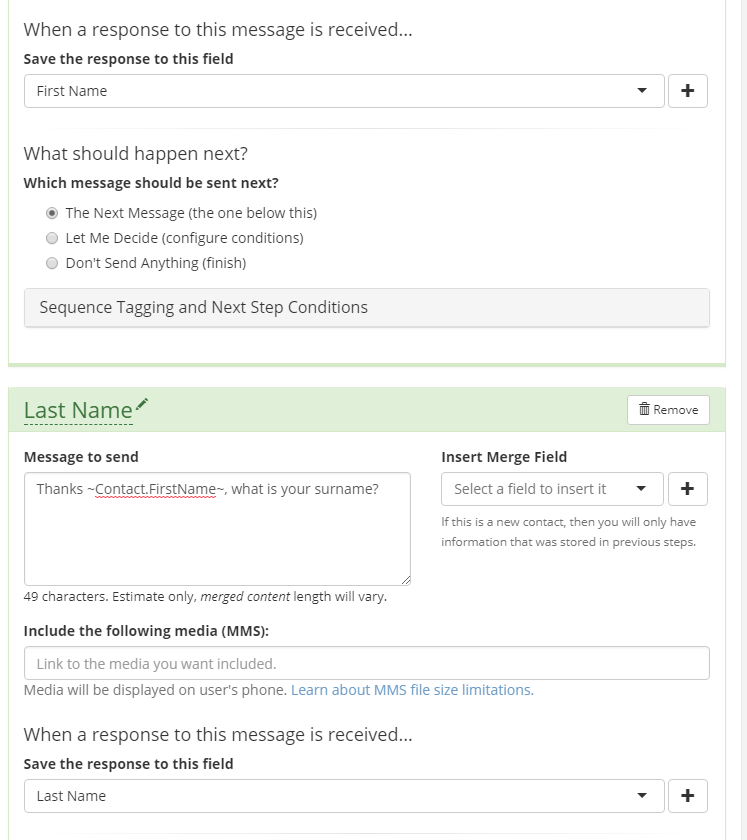 When a response to this message is received...
Save the response to this field
First Name
What should happen next?
Which message should be sent next?
The Next Message (the one below this)
Let Me Decide (configure conditions)
Don't Send Anything (finish)
Sequence Tagging and Next Step Conditions
Last Name
Remove
Message to send
Insert Merge Field
Thanks ~Contact.FirstName~, what is your surname?
Select a field to insert it
If this is a new contact, then you will only have
information that was stored in previous steps.
49 characters. Estimate only, merged content length will vary.
Include the following media (MMS):
Link to the media you want included.
Media will be displayed on user's phone. Learn about MMS file size limitations.
When a response to this message is received...
Save the response to this field
Last Name